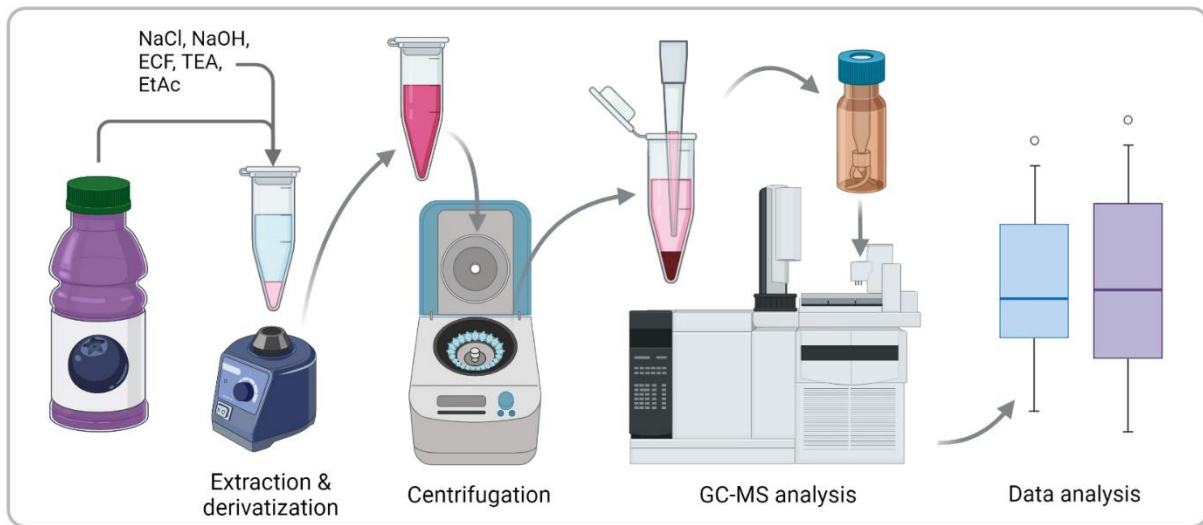 NaCl, NaOH,
ECF, TEA,
EtAc
Extraction &
derivatization
Centrifugation
GC-MS analysis
Data analysis